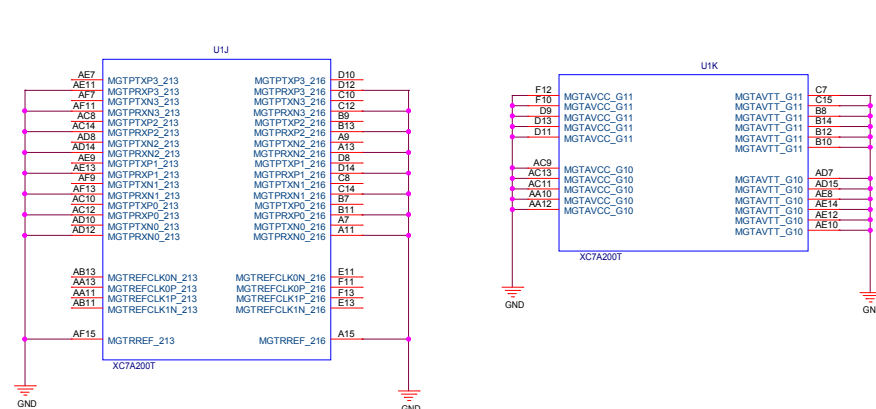 U1J
AE7 MGTPTXP3_213 MGTPTXP3_216 D10
AE11 MGTPRXP3_213 MGTPRXP3_216 D12
AF7 MGTPTXN3_213 MGTPTXN3_216 C10
AF11 MGTPRXN3_213 MGTPRXN3_216 C12
AC8 MGTPTXP2_213 MGTPTXP2_216 B9
AC14 MGTPRXP2_213 MGTPRXP2_216 B13
AD8 MGTPTXN2_213 MGTPTXN2_216 A9
AD14 MGTPRXN2_213 MGTPRXN2_216 A13
AE9 MGTPTXP1_213 MGTPTXP1_216 D8
AE13 MGTPRXP1_213 MGTPRXP1_216 D14
AF9 MGTPTXN1_213 MGTPTXN1_216 C8
AF13 MGTPRXN1_213 MGTPRXN1_216 C14
AC10 MGTPTXP0_213 MGTPTXP0_216 B7
AC12 MGTPRXP0_213 MGTPRXP0_216 B11
AD10 MGTPTXN0_213 MGTPTXN0_216 A7
AD12 MGTPRXN0_213 MGTPRXN0_216 A11
AB13 MGTREFCLK0N_213 MGTREFCLK0N_216 E11
AA13 MGTREFCLK0P_213 MGTREFCLK0P_216 F11
AA11 MGTREFCLK1P_213 MGTREFCLK1P_216 F13
AB11 MGTREFCLK1N_213 MGTREFCLK1N_216 E13
AF15 MGTRREF_213 MGTRREF_216 A15
XC7A200T
GND GND
U1K
F12 MGTAVCC_G11 MGTAVTT_G11 C7
F10 MGTAVCC_G11 MGTAVTT_G11 C15
D9 MGTAVCC_G11 MGTAVTT_G11 B8
D13 MGTAVCC_G11 MGTAVTT_G11 B14
D11 MGTAVCC_G11 MGTAVTT_G11 B12
MGTAVTT_G11 B10
AC9 MGTAVCC_G10 MGTAVTT_G10 AD7
AC13 MGTAVCC_G10 MGTAVTT_G10 AD15
AC11 MGTAVCC_G10 MGTAVTT_G10 AE8
AA10 MGTAVCC_G10 MGTAVTT_G10 AE14
AA12 MGTAVCC_G10 MGTAVTT_G10 AE12
MGTAVTT_G10 AE10
XC7A200T
GND GN